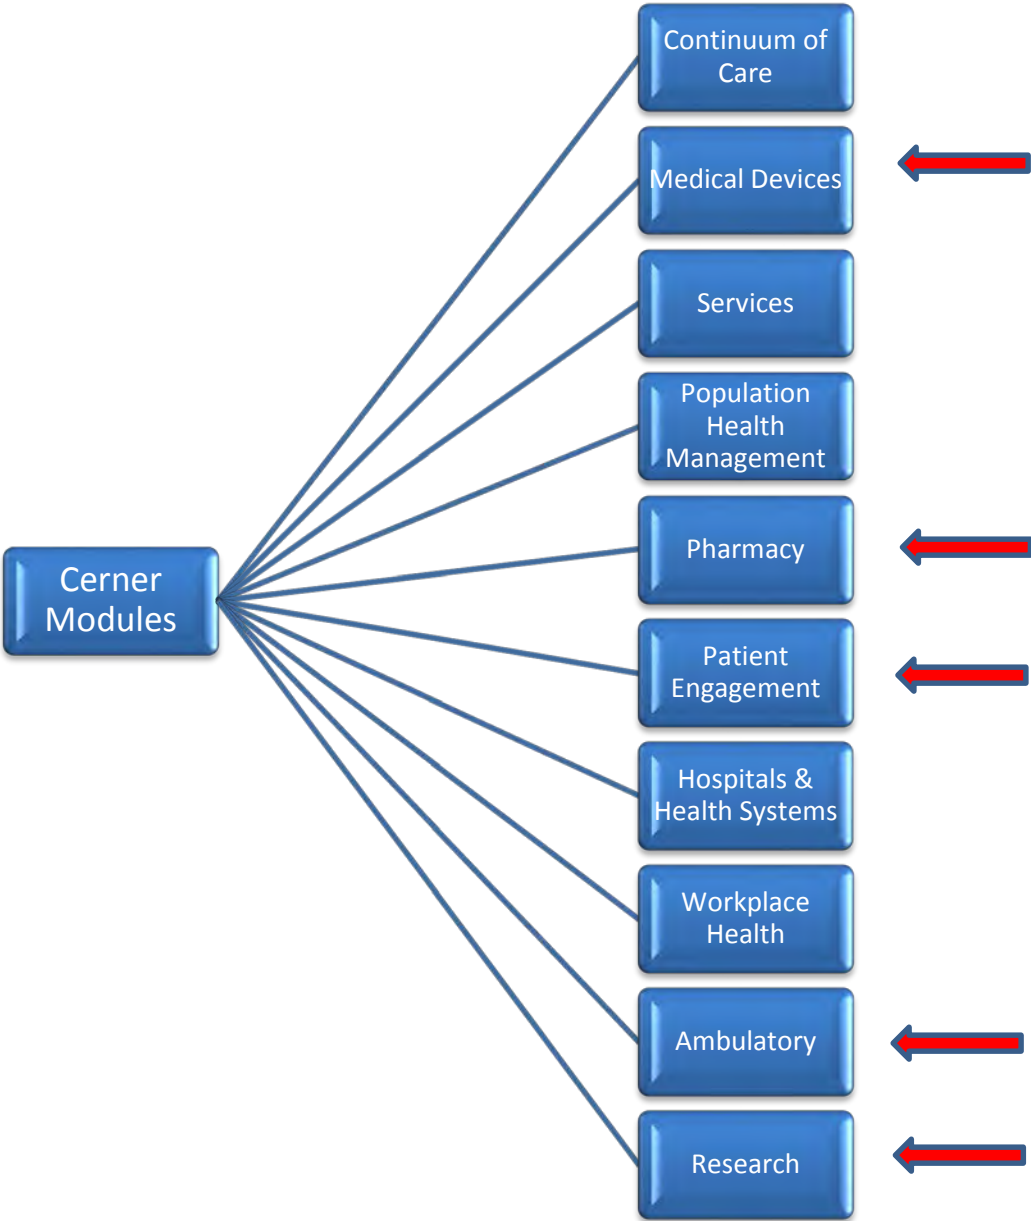 Continuum of
Care
Medical Devices
Services
Population
Health
Management
Pharmacy
Cerner
Modules
Patient
Engagement
Hospitals &
Health Systems
Workplace
Health
Ambulatory
Research